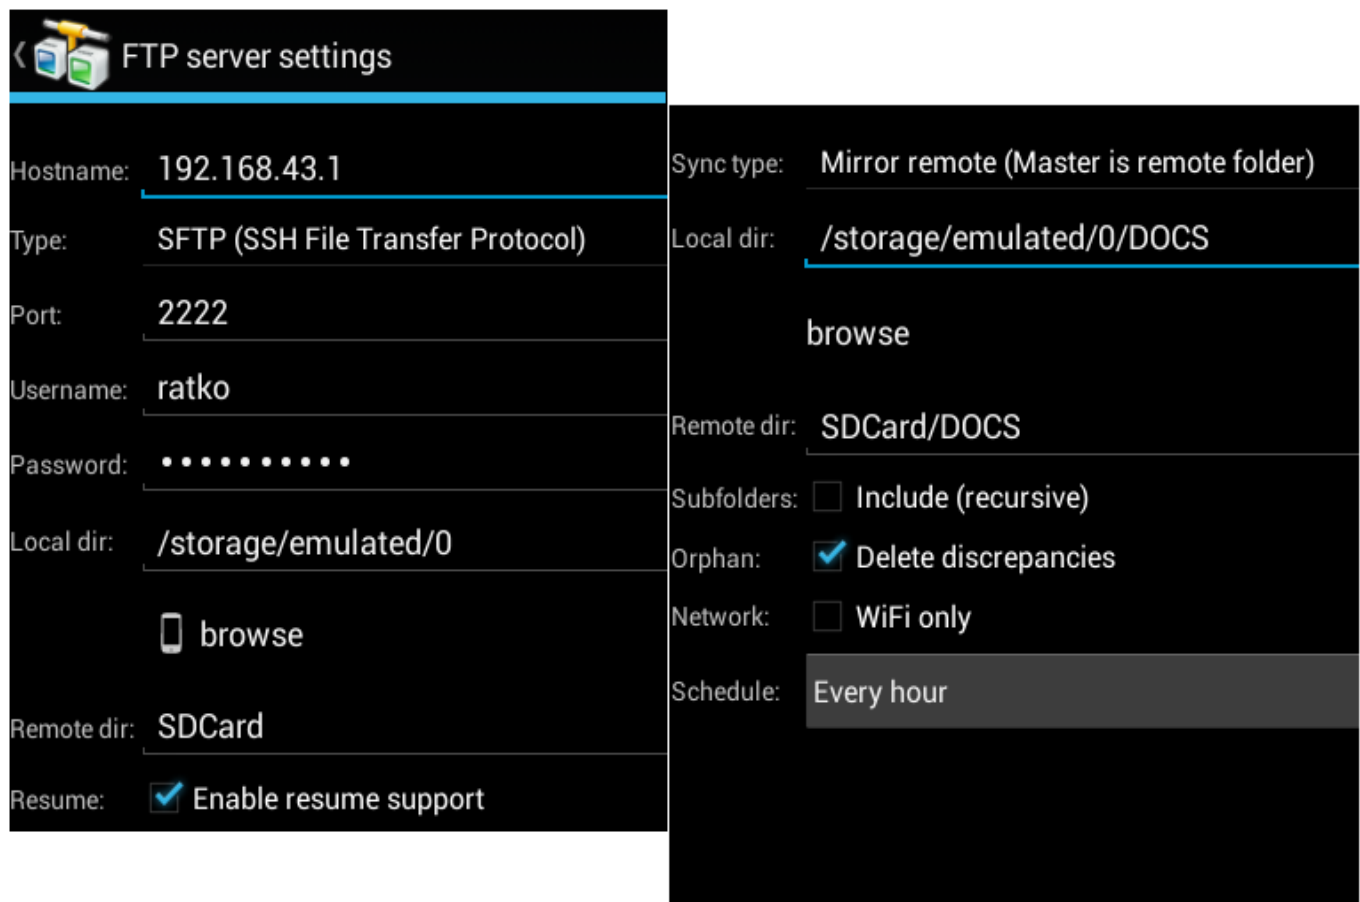 FTP server settings
Hostname: 192.168.43.1
Type: SFTP (SSH File Transfer Protocol)
Port: 2222
Username: ratko
Password: ••••••••••
Local dir: /storage/emulated/0
browse
Remote dir: SDCard
Resume: Enable resume support
Sync type: Mirror remote (Master is remote folder)
Local dir: /storage/emulated/0/DOCS
browse
Remote dir: SDCard/DOCS
Subfolders: Include (recursive)
Orphan: Delete discrepancies
Network: WiFi only
Schedule: Every hour